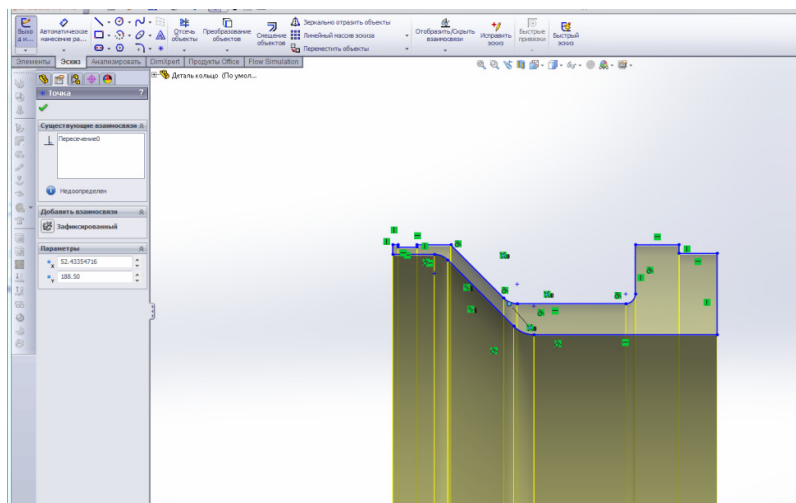 Выхо
д и...
Автоматическое
нанесение ра...
Отсечь
объекты
Преобразование
объектов
Смещение
объектов
Зеркально отразить объекты
Линейный массив эскиза
Переместить объекты
Отобразить/Скрыть
взаимосвязи
Исправить
эскиз
Быстрые
привязки
Быстрый
эскиз
Элементы
Эскиз
Анализировать
DimXpert
Продукты Office
Flow Simulation
Деталь кольцо (По умол...
Точка
?
Существующие взаимосвязи
Пересечение0
Недоопределен
Добавить взаимосвязи
Зафиксированный
Параметры
52.43354716
188.50